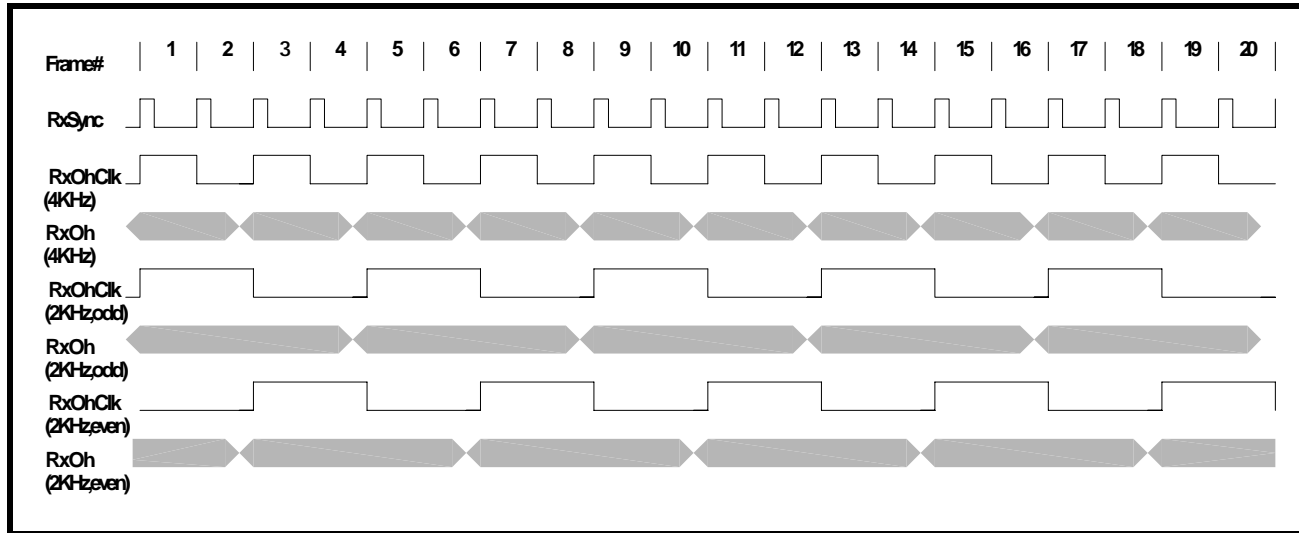 Frame# 1 2 3 4 5 6 7 8 9 10 11 12 13 14 15 16 17 18 19 20
RxSync
RxOhClk
(4KHz)
RxOh
(4KHz)
RxOhClk
(2KHz,odd)
RxOh
(2KHz,odd)
RxOhClk
(2KHz,even)
RxOh
(2KHz,even)